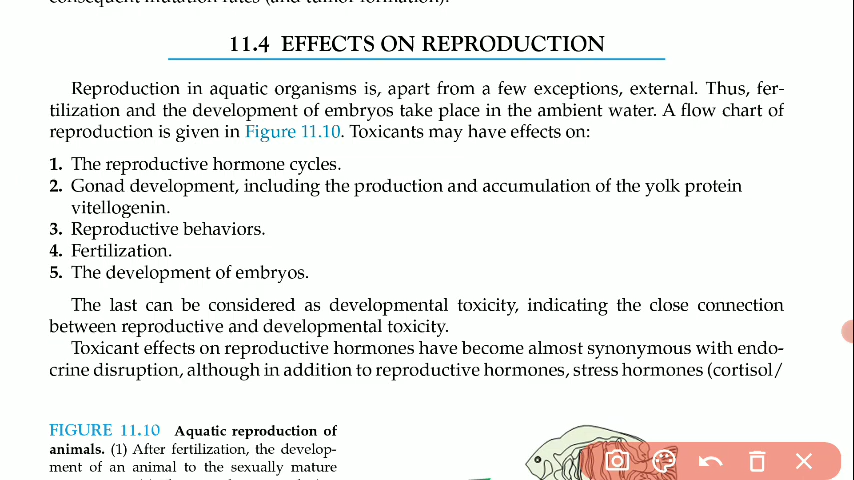 consequent mutation rates (and tumor formation).
11.4 EFFECTS ON REPRODUCTION
Reproduction in aquatic organisms is, apart from a few exceptions, external. Thus, fer-
tilization and the development of embryos take place in the ambient water. A flow chart of
reproduction is given in Figure 11.10. Toxicants may have effects on:
1. The reproductive hormone cycles.
2. Gonad development, including the production and accumulation of the yolk protein
vitellogenin.
3. Reproductive behaviors.
4. Fertilization.
5. The development of embryos.
The last can be considered as developmental toxicity, indicating the close connection
between reproductive and developmental toxicity.
Toxicant effects on reproductive hormones have become almost synonymous with endo-
crine disruption, although in addition to reproductive hormones, stress hormones (cortisol/
FIGURE 11.10 Aquatic reproduction of
animals. (1) After fertilization, the develop-
ment of an animal to the sexually mature